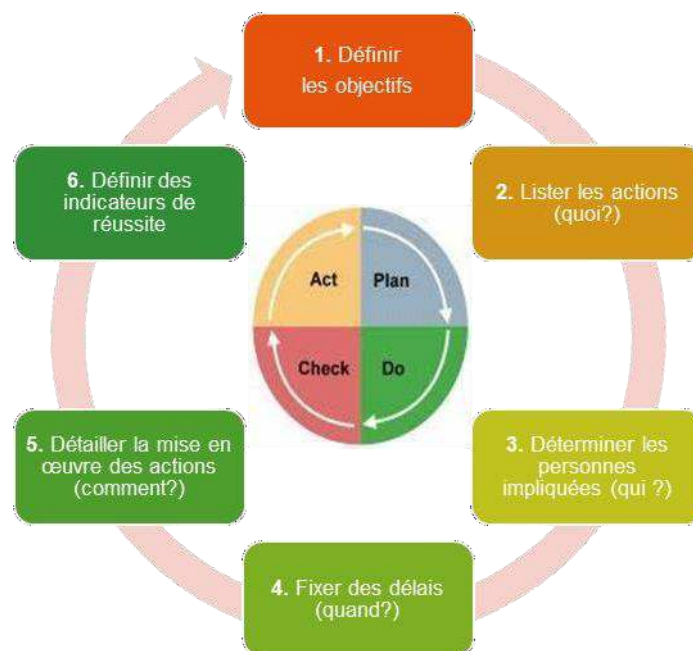 1. Définir
les objectifs
2. Lister les actions
(quoi?)
3. Déterminer les
personnes
impliquées (qui ?)
4. Fixer des délais
(quand?)
5. Détailler la mise en
œuvre des actions
(comment?)
6. Définir des
indicateurs de
réussite
Act
Plan
Check
Do